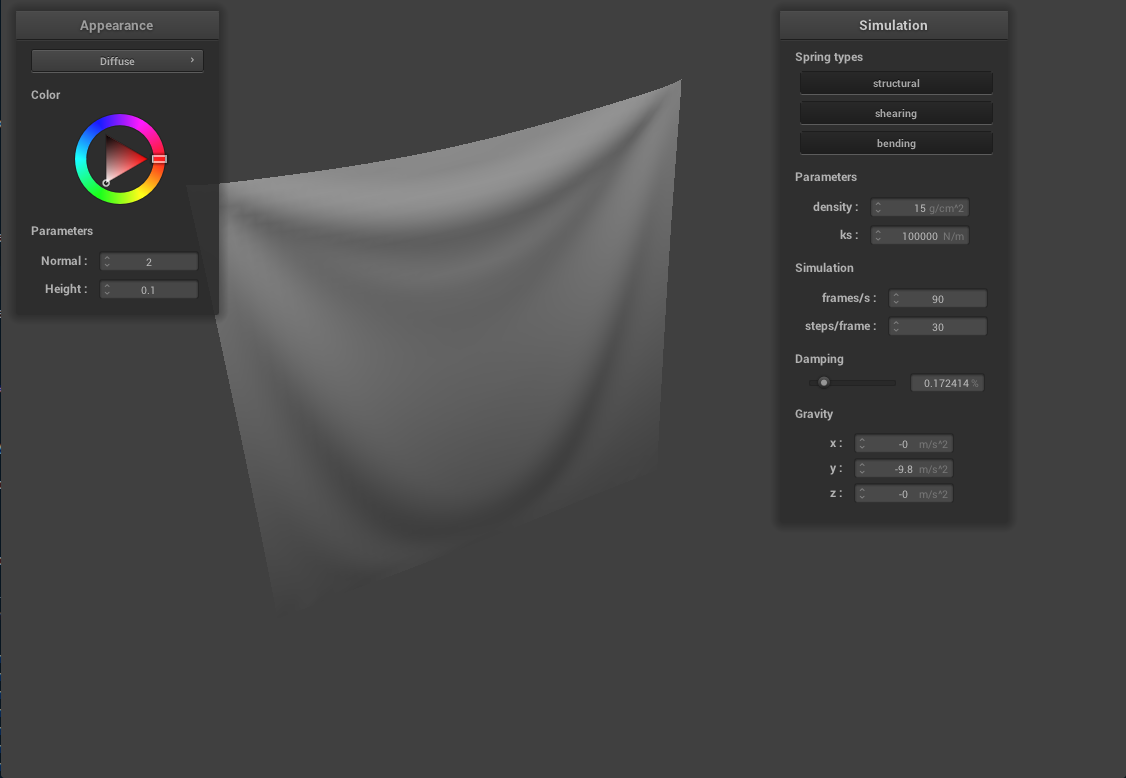 Appearance
Diffuse
Color
Parameters
Normal : 2
Height : 0.1
Simulation
Spring types
structural
shearing
bending
Parameters
density : 15 g/cm^2
ks : 100000 N/m
Simulation
frames/s : 90
steps/frame : 30
Damping
0.172414 %
Gravity
x : -0 m/s^2
y : -9.8 m/s^2
z : -0 m/s^2